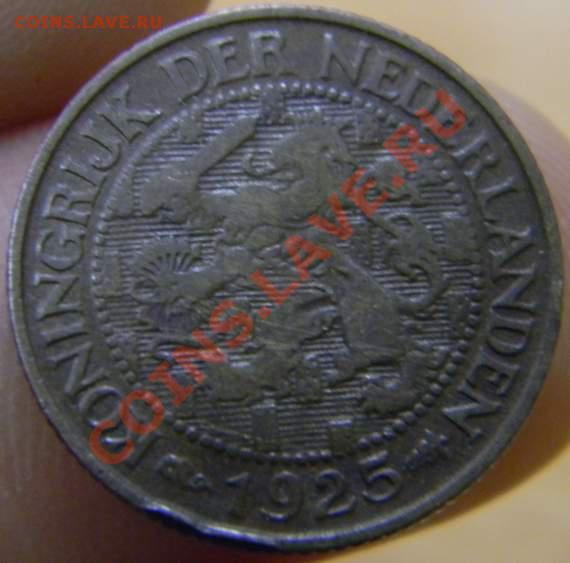 COINS.LAVE.RU
KONINGRIJK DER NEDERLANDEN
1925
COINS.LAVE.RU